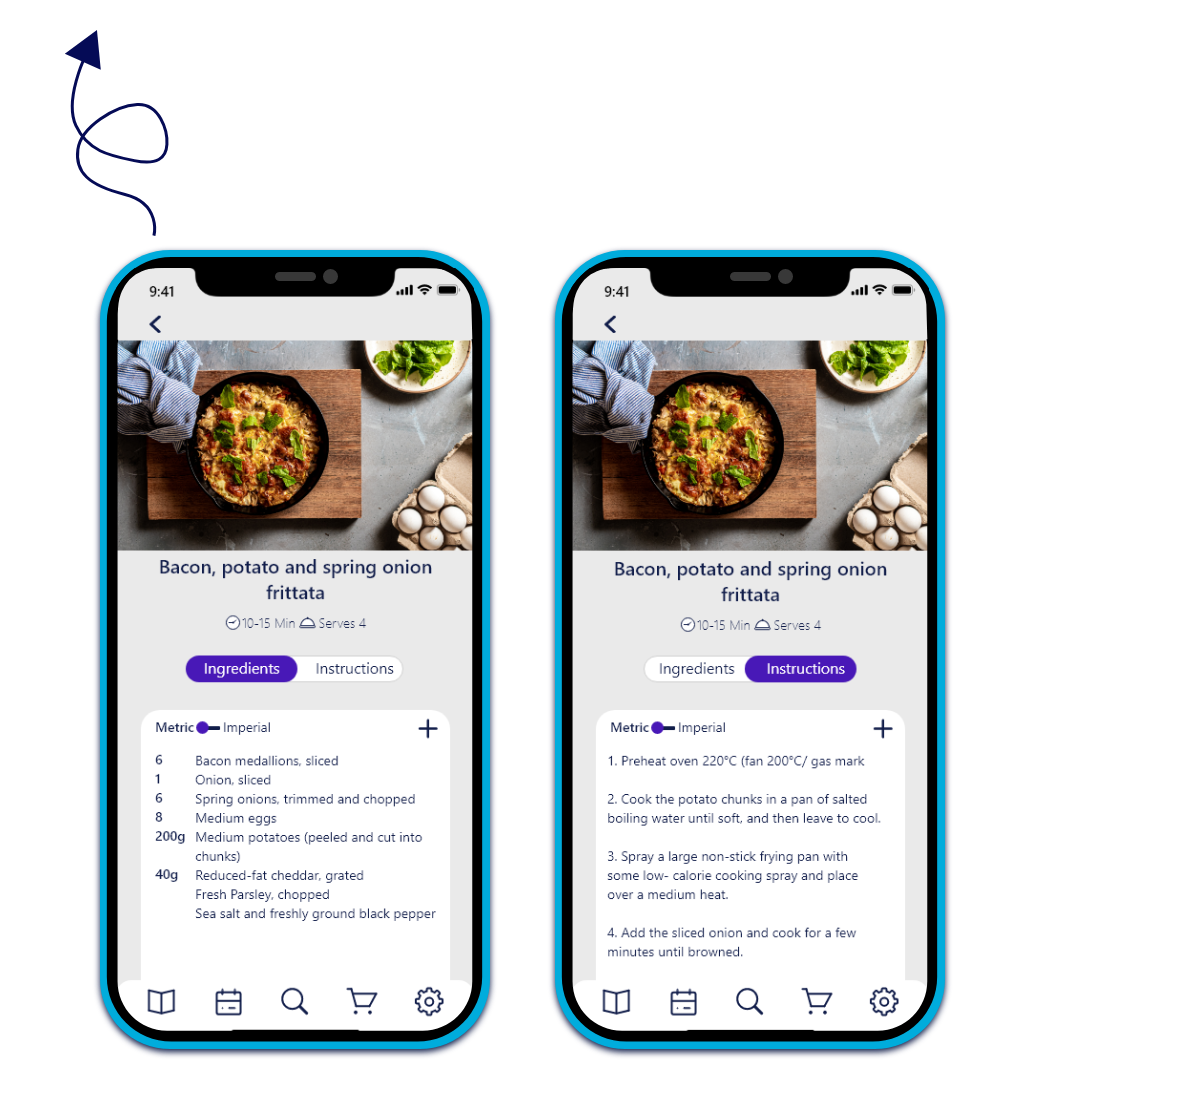 9:41
Bacon, potato and spring onion
frittata
10-15 Min Serves 4
Ingredients Instructions
Metric Imperial
6 Bacon medallions, sliced
1 Onion, sliced
6 Spring onions, trimmed and chopped
8 Medium eggs
200g Medium potatoes (peeled and cut into
chunks)
40g Reduced-fat cheddar, grated
Fresh Parsley, chopped
Sea salt and freshly ground black pepper
9:41
Bacon, potato and spring onion
frittata
10-15 Min Serves 4
Ingredients Instructions
Metric Imperial
1. Preheat oven 220°C (fan 200°C/ gas mark
2. Cook the potato chunks in a pan of salted
boiling water until soft, and then leave to cool.
3. Spray a large non-stick frying pan with
some low- calorie cooking spray and place
over a medium heat.
4. Add the sliced onion and cook for a few
minutes until browned.